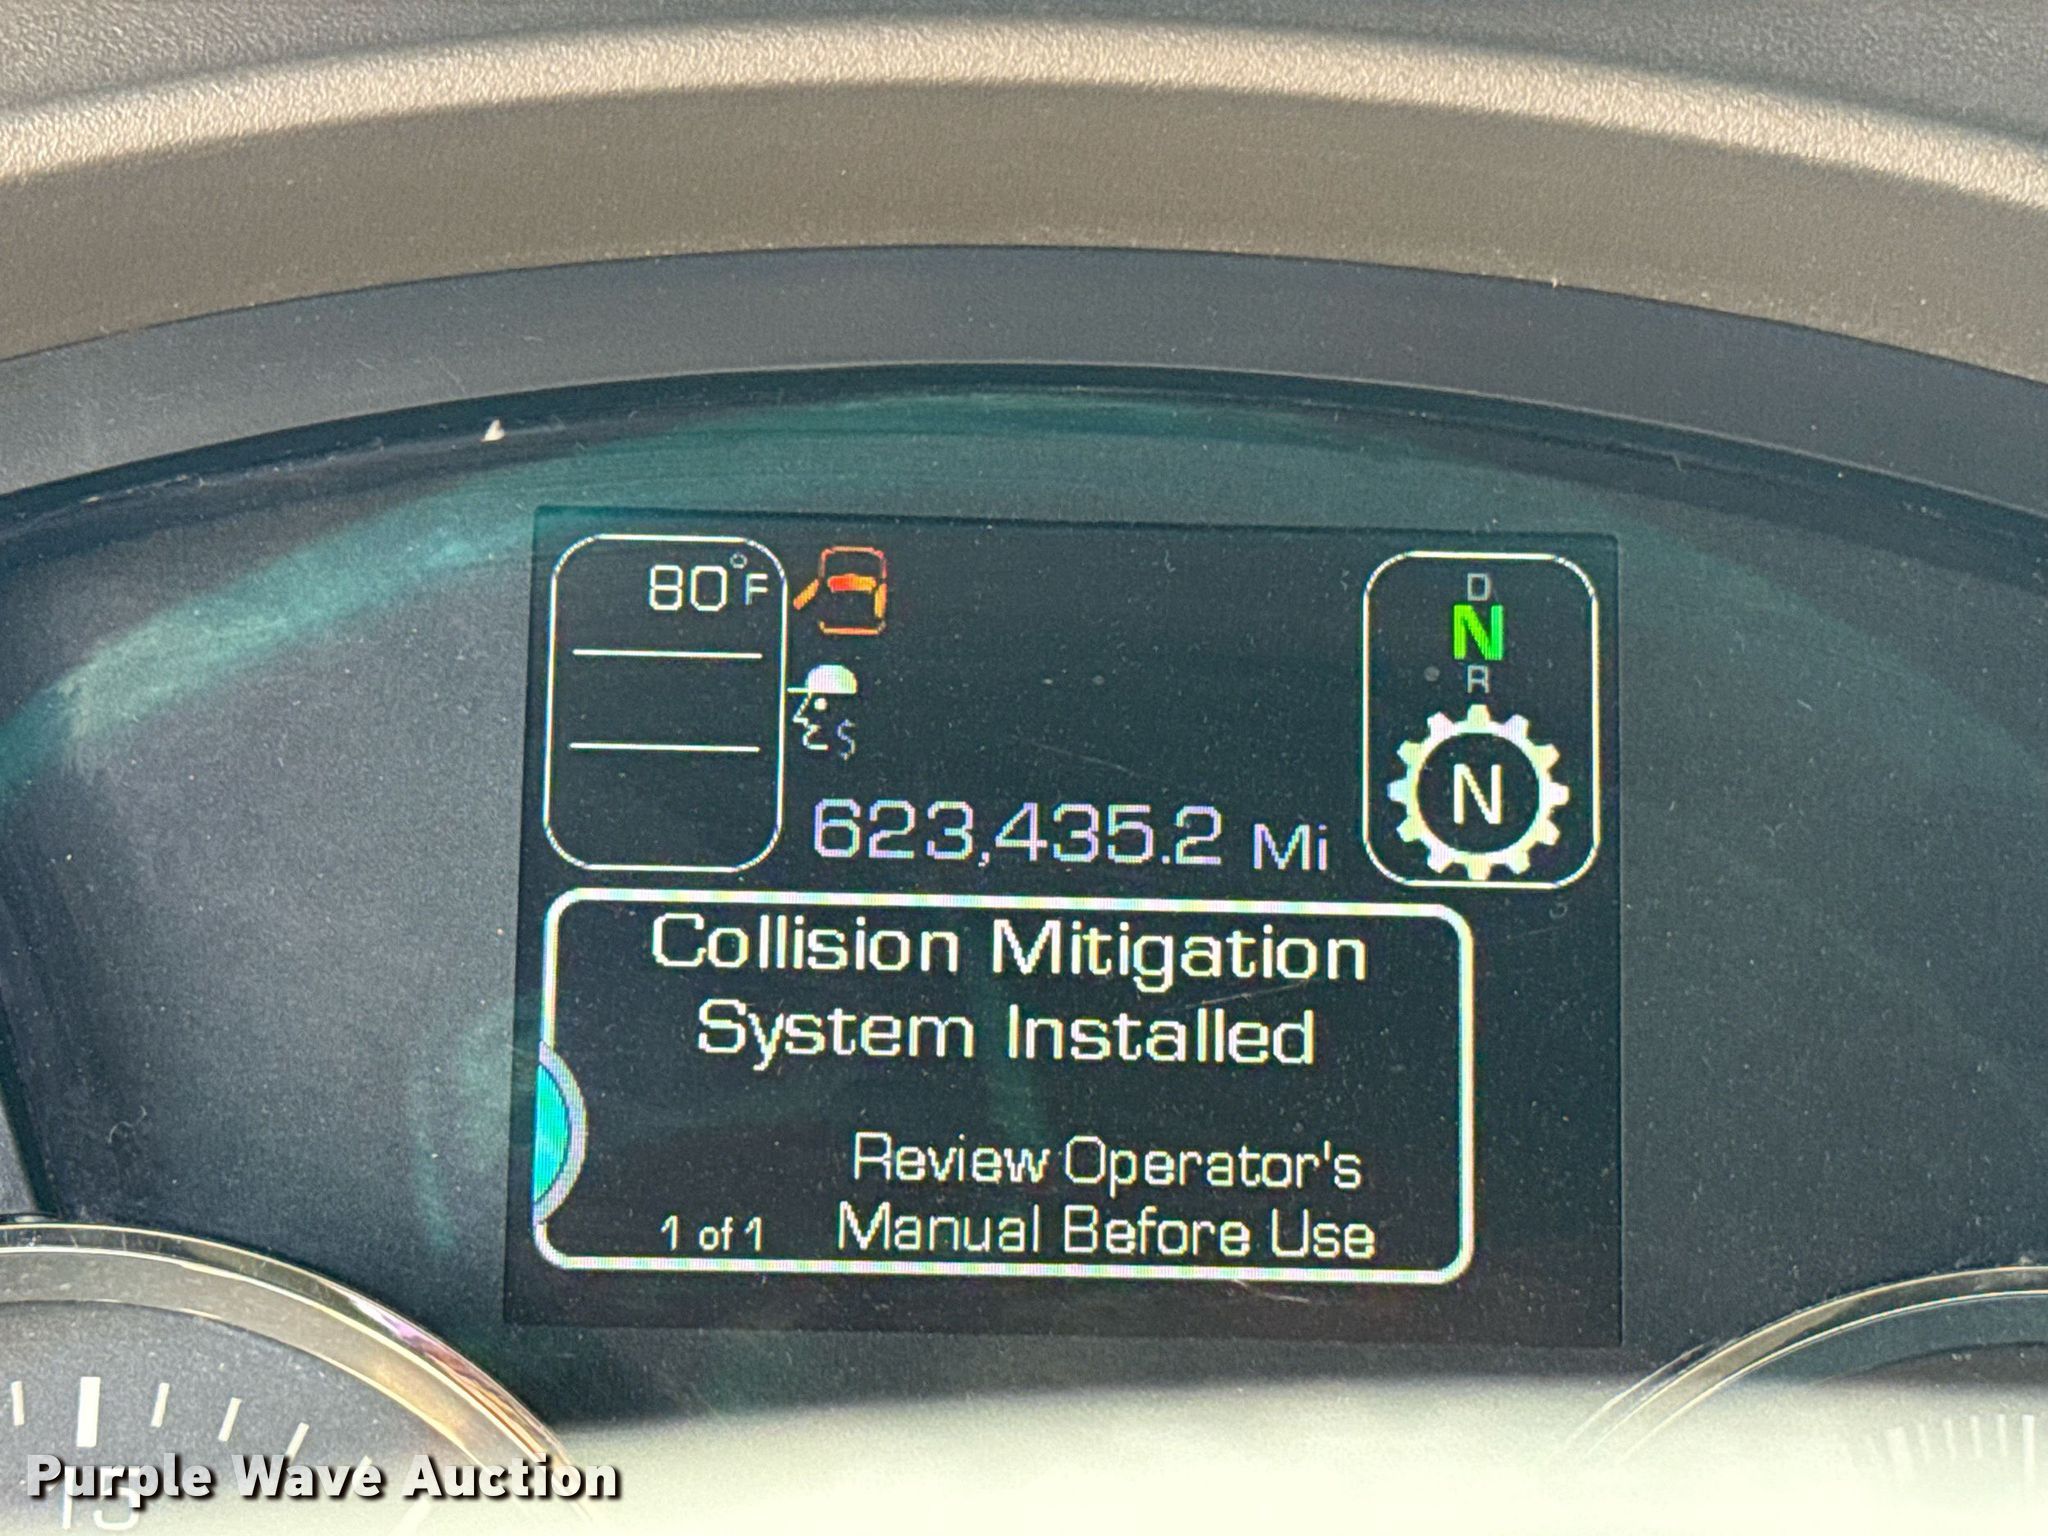 80°F
D
N
R
N
623,435.2 Mi
Collision Mitigation
System Installed
Review Operator's
1 of 1 Manual Before Use
15
Purple Wave Auction